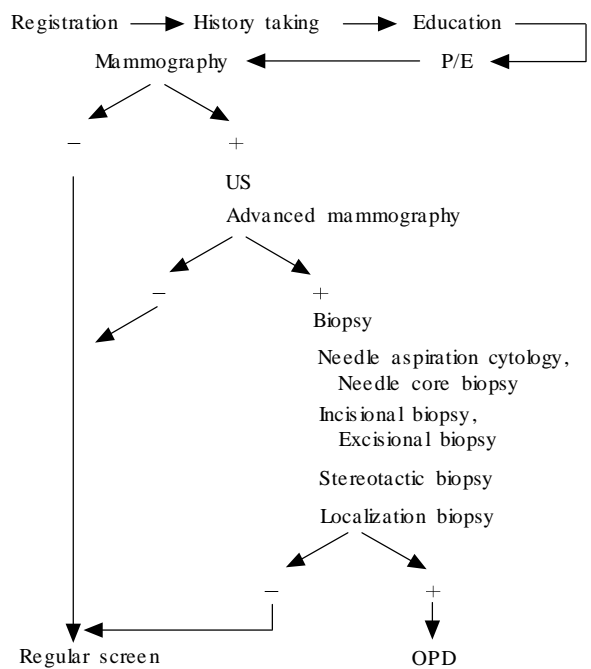 Registration History taking Education
Mammography P/E
− +
US
Advanced mammography
− +
Biopsy
Needle aspiration cytology,
Needle core biopsy
Incisional biopsy,
Excisional biopsy
Stereotactic biopsy
Localization biopsy
− +
Regular screen OPD